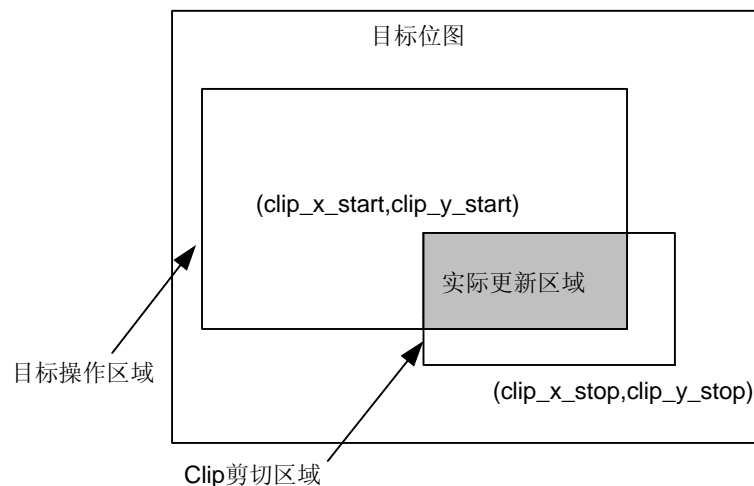 目标位图
(clip_x_start,clip_y_start)
实际更新区域
目标操作区域
(clip_x_stop,clip_y_stop)
Clip剪切区域